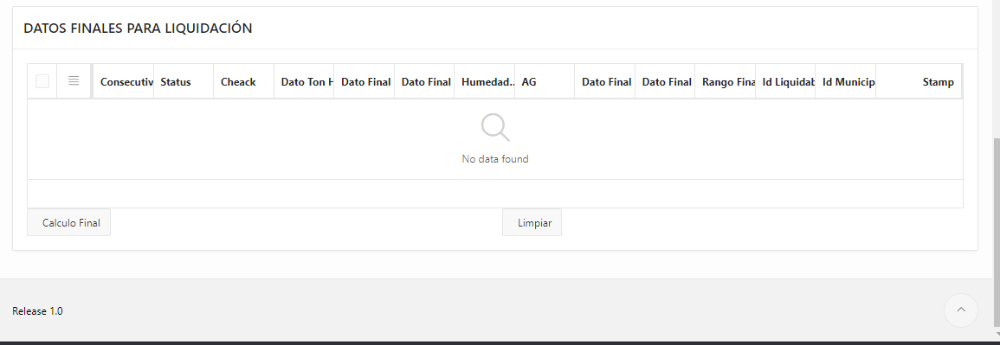 DATOS FINALES PARA LIQUIDACIÓN
Consecutiv Status Cheack Dato Ton H Dato Final Dato Final Humedad... AG Dato Final Dato Final Rango Fina Id Liquidab Id Municip Stamp
No data found
Calculo Final Limpiar
Release 1.0